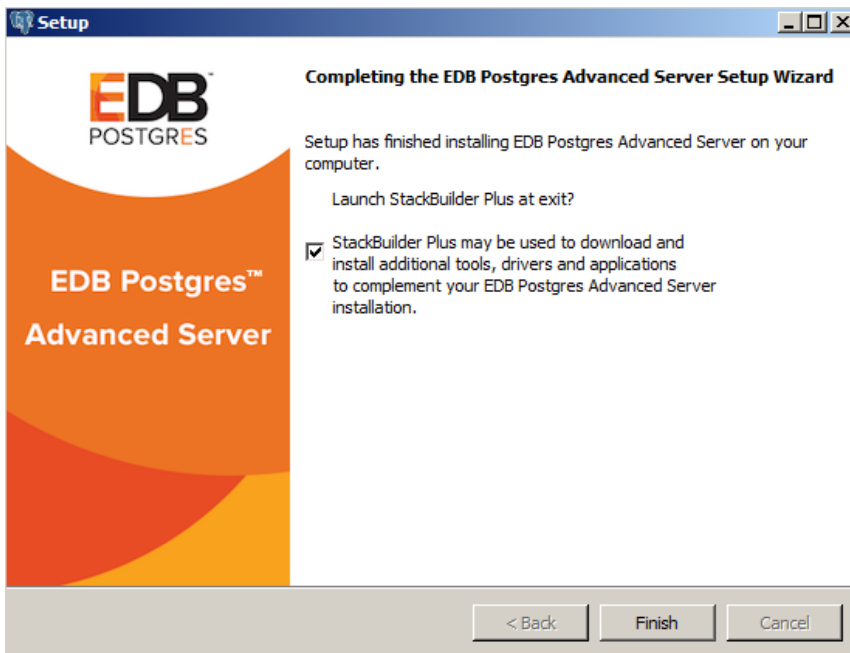 Setup
EDB
POSTGRES
EDB Postgres™
Advanced Server
Completing the EDB Postgres Advanced Server Setup Wizard
Setup has finished installing EDB Postgres Advanced Server on your
computer.
Launch StackBuilder Plus at exit?
StackBuilder Plus may be used to download and
install additional tools, drivers and applications
to complement your EDB Postgres Advanced Server
installation.
< Back
Finish
Cancel